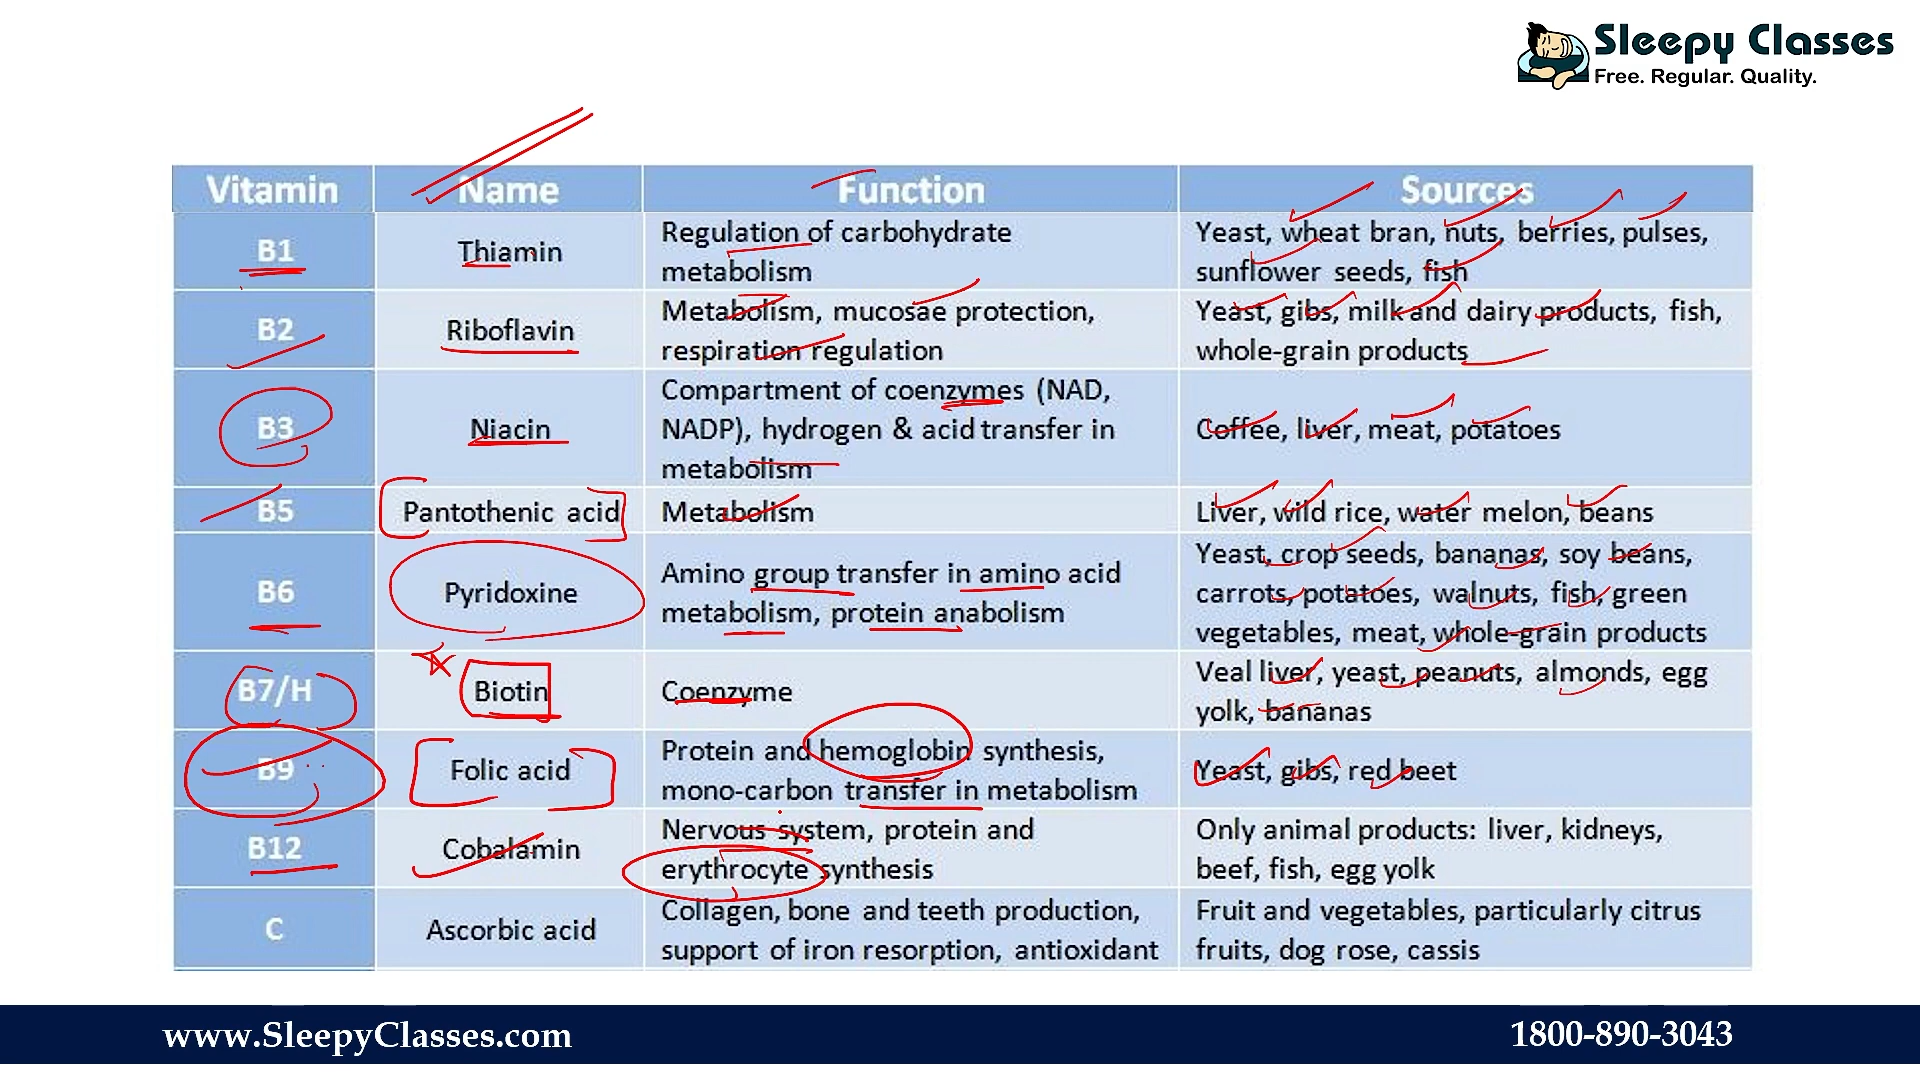 Sleepy Classes
Free. Regular. Quality.
Vitamin Name Function Sources
B1 Thiamin Regulation of carbohydrate metabolism Yeast, wheat bran, nuts, berries, pulses, sunflower seeds, fish
B2 Riboflavin Metabolism, mucosae protection, respiration regulation Yeast, gibs, milk and dairy products, fish, whole-grain products
B3 Niacin Compartment of coenzymes (NAD, NADP), hydrogen & acid transfer in metabolism Coffee, liver, meat, potatoes
B5 Pantothenic acid Metabolism Liver, wild rice, water melon, beans
B6 Pyridoxine Amino group transfer in amino acid metabolism, protein anabolism Yeast, crop seeds, bananas, soy beans, carrots, potatoes, walnuts, fish, green vegetables, meat, whole-grain products
B7/H Biotin Coenzyme Veal liver, yeast, peanuts, almonds, egg yolk, bananas
B9 Folic acid Protein and hemoglobin synthesis, mono-carbon transfer in metabolism Yeast, gibs, red beet
B12 Cobalamin Nervous system, protein and erythrocyte synthesis Only animal products: liver, kidneys, beef, fish, egg yolk
C Ascorbic acid Collagen, bone and teeth production, support of iron resorption, antioxidant Fruit and vegetables, particularly citrus fruits, dog rose, cassis
www.SleepyClasses.com 1800-890-3043